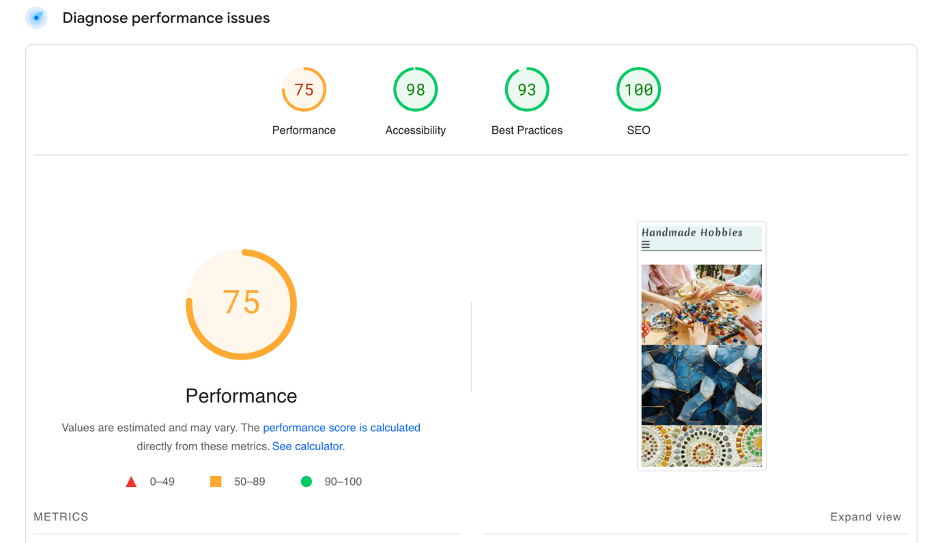 Diagnose performance issues
75
98
93
100
Performance
Accessibility
Best Practices
SEO
75
Performance
Values are estimated and may vary. The performance score is calculated
directly from these metrics. See calculator.
0–49
50–89
90–100
Handmade Hobbies
METRICS
Expand view